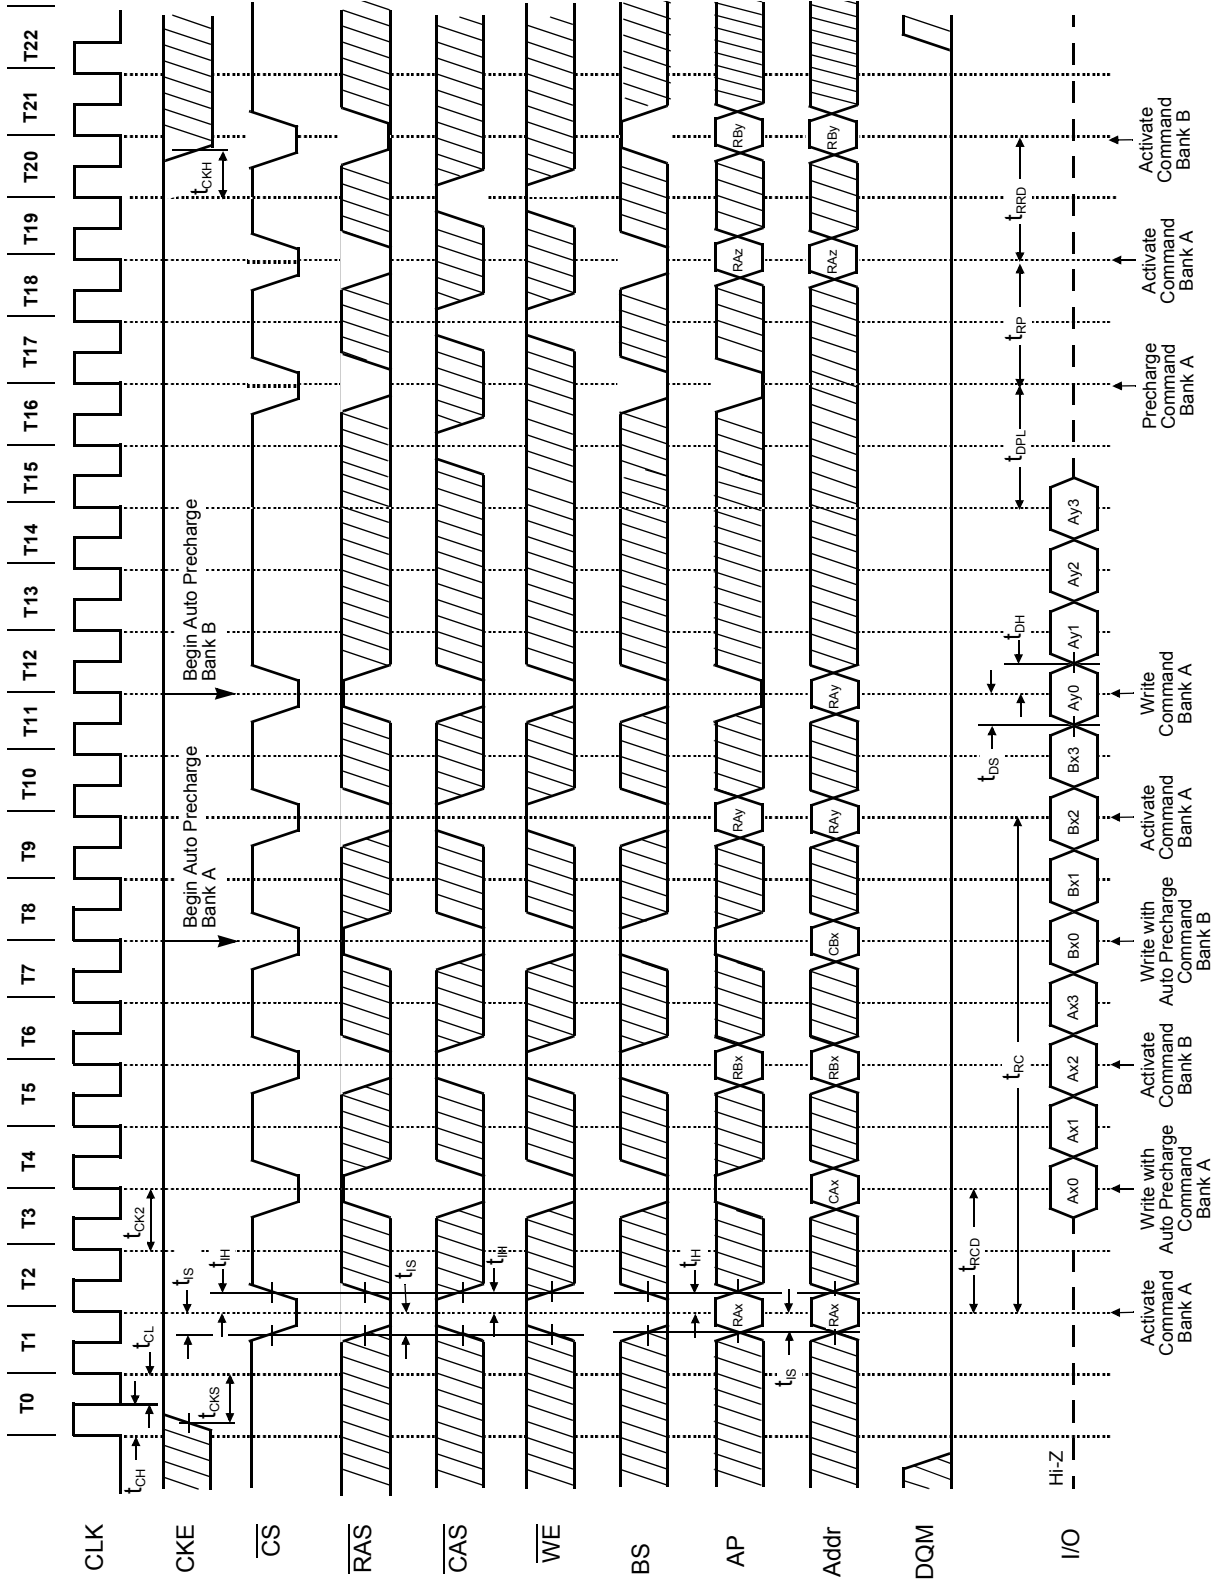 T0 T1 T2 T3 T4 T5 T6 T7 T8 T9 T10 T11 T12 T13 T14 T15 T16 T17 T18 T19 T20 T21 T22
CLK
tCH
tCL
tCK2
CKE
tCKS
tIS
tIH
Begin Auto Precharge
Bank A
Begin Auto Precharge
Bank B
tCKH
CS
RAS
tIS
CAS
tIH
WE
BS
AP
tIH
RAx RBx RAy RAz RBy
tIS
Addr
RAx CAx RBx CBx RAy RAy RAz RBy
DQM
tRCD
tDS
tRC
tDH
tDPL
tRP
tRRD
I/O
Hi-Z
Ax0 Ax1 Ax2 Ax3 Bx0 Bx1 Bx2 Bx3 Ay0 Ay1 Ay2 Ay3
Activate
Command
Bank A
Write with
Auto Precharge
Command
Bank A
Activate
Command
Bank B
Write with
Auto Precharge
Command
Bank B
Activate
Command
Bank A
Write
Command
Bank A
Precharge
Command
Bank A
Activate
Command
Bank A
Activate
Command
Bank B